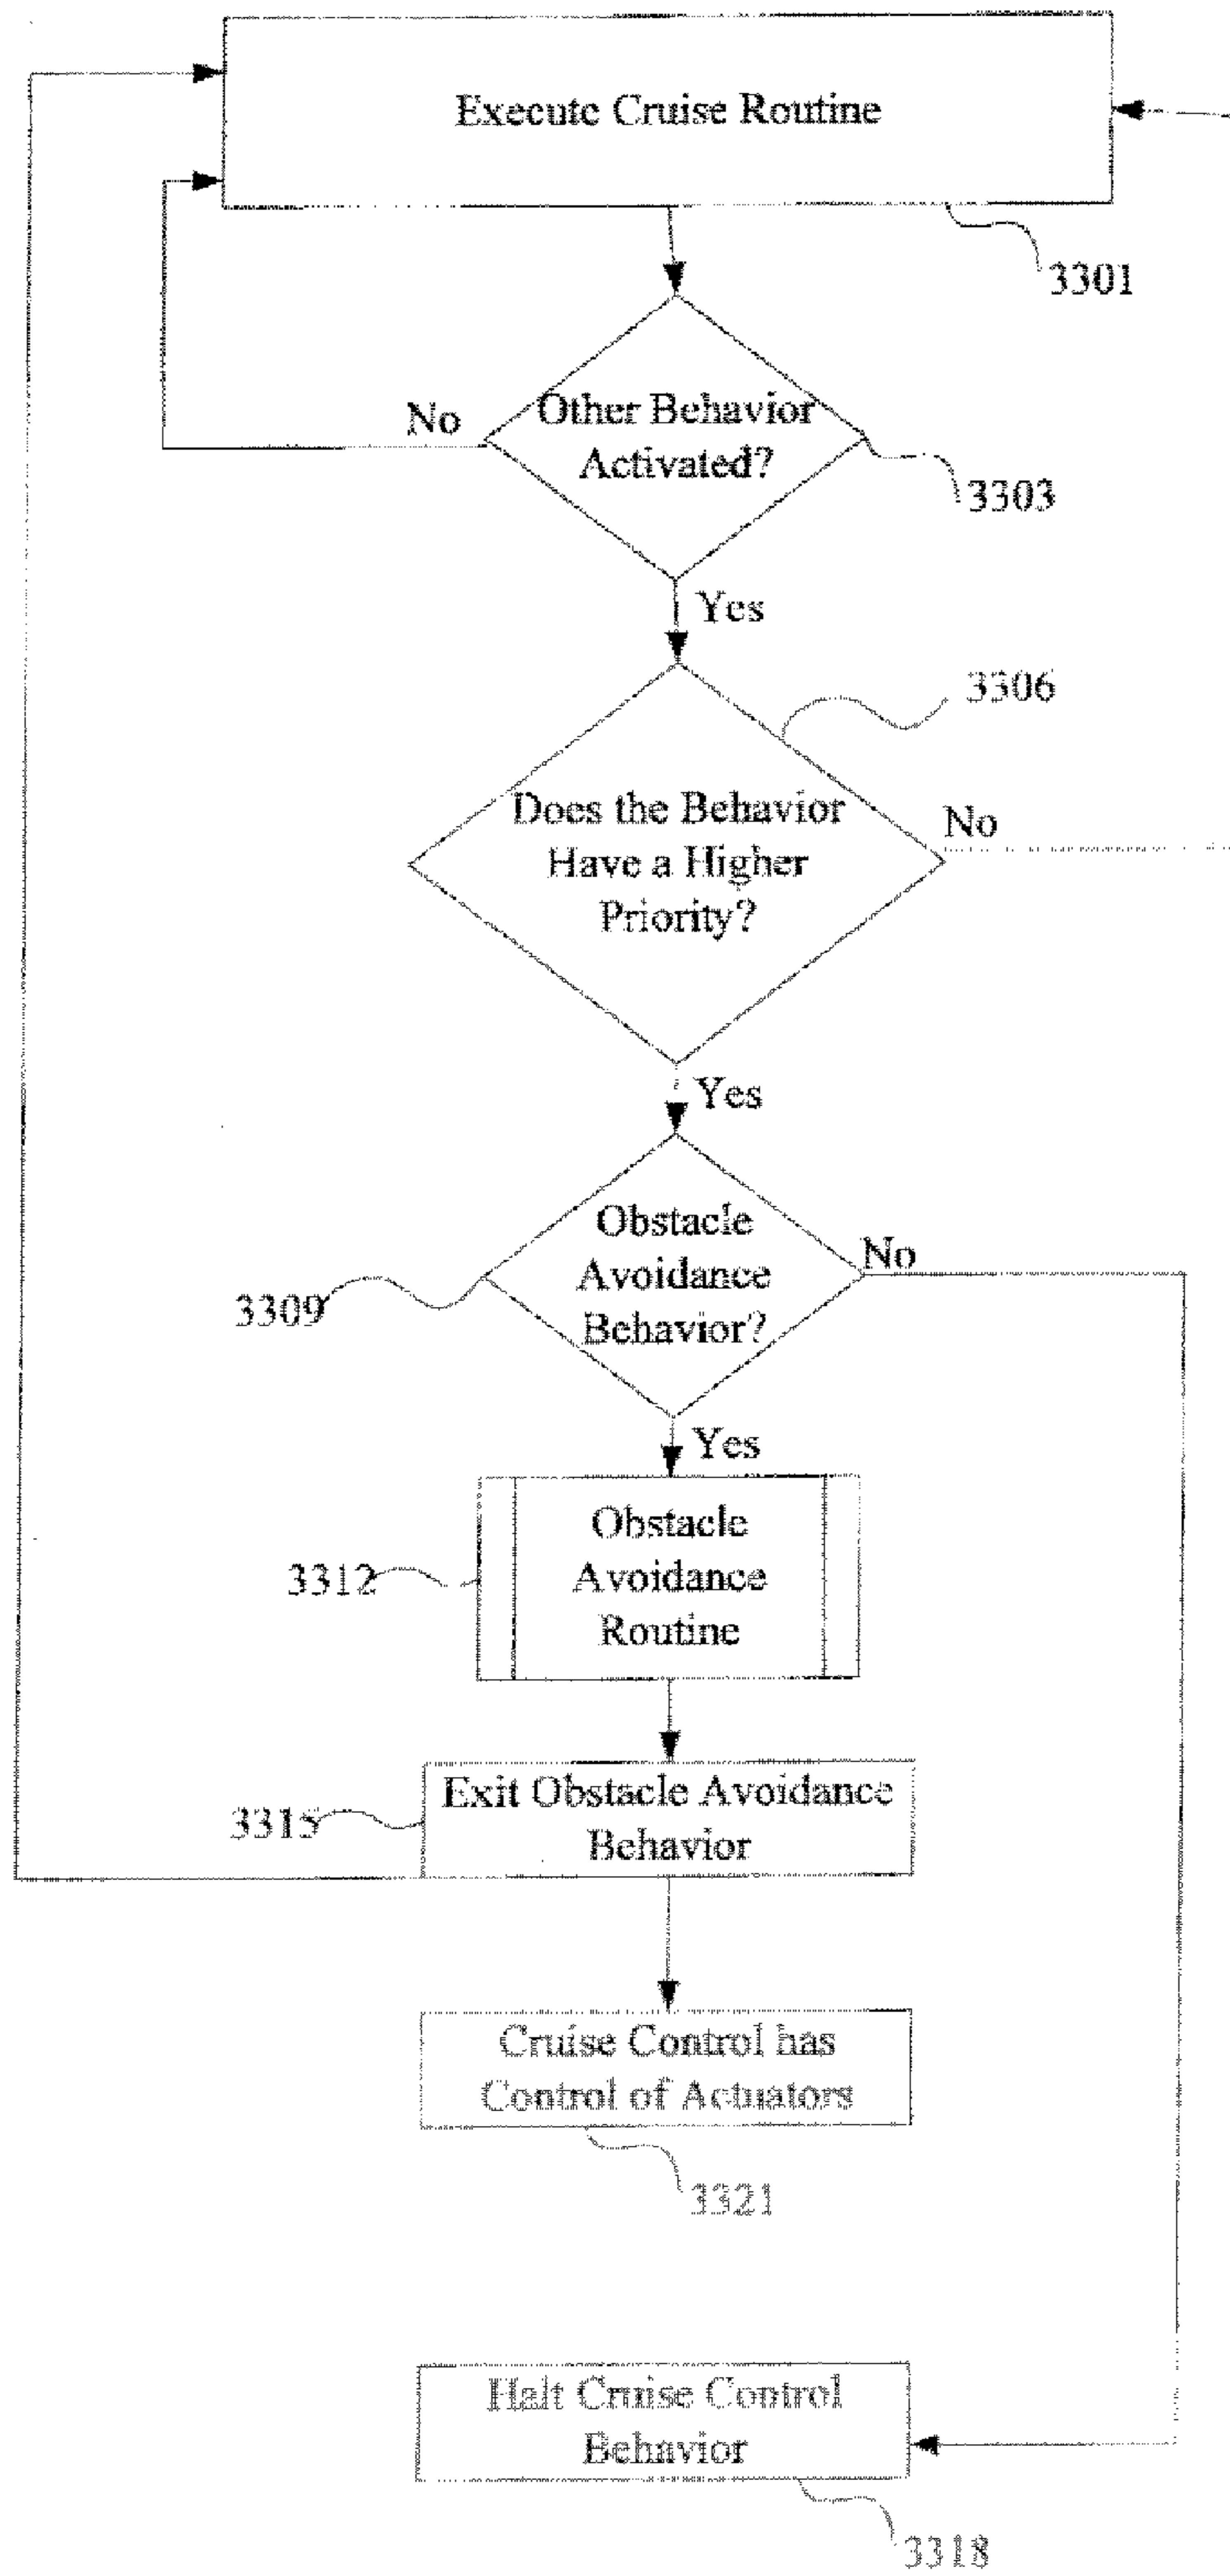 Execute Cruise Routine
3301
Other Behavior
Activated?
No
3303
Yes
3306
Does the Behavior
Have a Higher
Priority?
No
Yes
Obstacle
Avoidance
Behavior?
No
3309
Yes
Obstacle
Avoidance
Routine
3312
Exit Obstacle Avoidance
Behavior
3315
Cruise Control has
Control of Actuators
3321
Halt Cruise Control
Behavior
3318